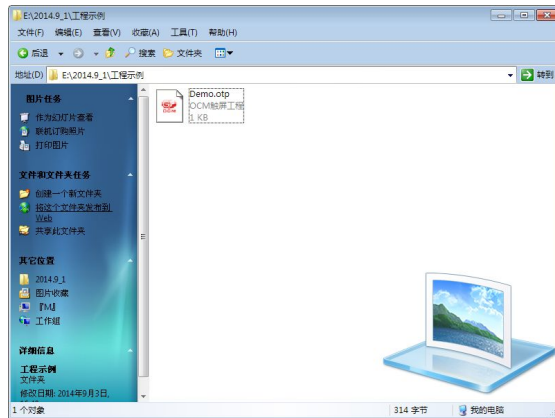 E:\2014.9_1\工程示例
文件(F) 编辑(E) 查看(V) 收藏(A) 工具(T) 帮助(H)
后退 搜索 文件夹
地址(D) E:\2014.9_1\工程示例 转到
图片任务
作为幻灯片查看
联机订购照片
打印图片
文件和文件夹任务
创建一个新文件夹
将这个文件夹发布到
Web
共享此文件夹
其它位置
2014.9_1
图片收藏
『M』
工作组
详细信息
工程示例
文件夹
修改日期: 2014年9月3日,
Demo.otp
OCM触屏工程
1 KB
1 个对象 314 字节 我的电脑